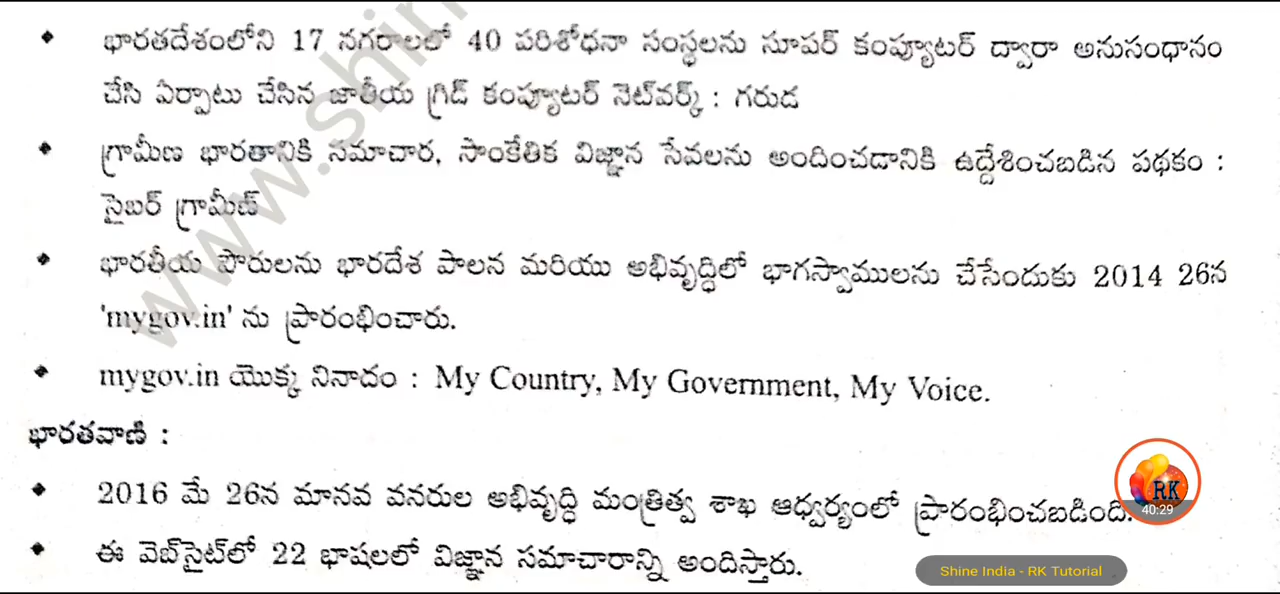 ◆ భారతదేశంలోని 17 నగరాలలో 40 పరిశోధనా సంస్థలను సూపర్ కంప్యూటర్ ద్వారా అనుసంధానం
చేసి ఏర్పాటు చేసిన జాతీయ గ్రిడ్ కంప్యూటర్ నెట్‌వర్క్ : గరుడ
◆ గ్రామీణ భారతానికి సమాచార, సాంకేతిక విజ్ఞాన సేవలను అందించడానికి ఉద్దేశించబడిన పథకం :
సైబర్ గ్రామీణ్
◆ భారతీయ పౌరులను భారదేశ పాలన మరియు అభివృద్ధిలో భాగస్వాములను చేసేందుకు 2014 26న
'mygov.in' ను ప్రారంభించారు.
◆ mygov.in యొక్క నినాదం : My Country, My Government, My Voice.
భారతవాణి :
◆ 2016 మే 26న మానవ వనరుల అభివృద్ధి మంత్రిత్వ శాఖ ఆధ్వర్యంలో ప్రారంభించబడింది.
◆ ఈ వెబ్‌సైట్‌లో 22 భాషలలో విజ్ఞాన సమాచారాన్ని అందిస్తారు.
www.shin
RK
40:29
Shine India - RK Tutorial